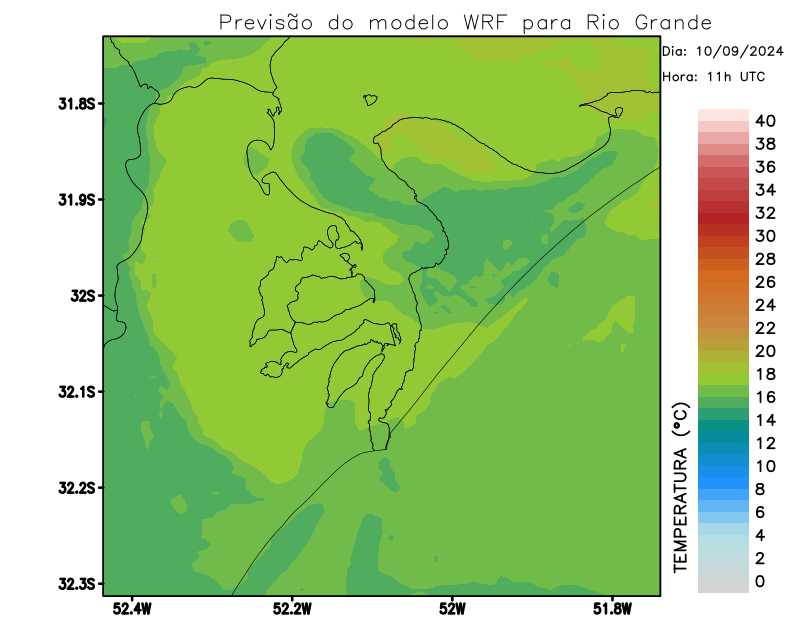 Previsão do modelo WRF para Rio Grande
Dia: 10/09/2024
Hora: 11h UTC
31.8S
31.9S
32S
32.1S
32.2S
32.3S
52.4W
52.2W
52W
51.8W
TEMPERATURA (°C)
40
38
36
34
32
30
28
26
24
22
20
18
16
14
12
10
8
6
4
2
0